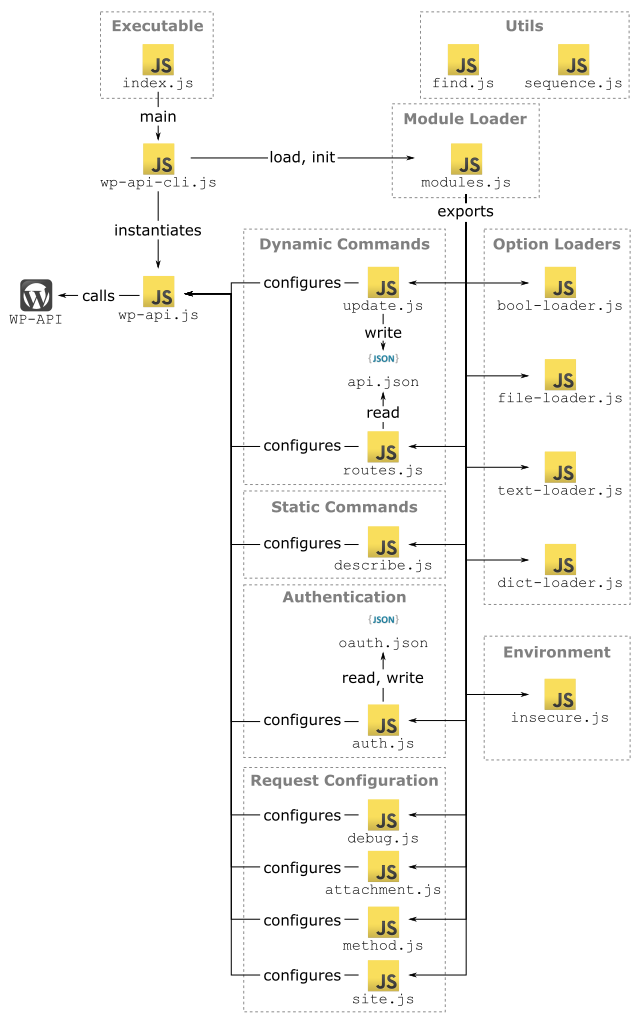 Executable
JS
index.js
main
JS
wp-api-cli.js
load, init
instantiates
JS
wp-api.js
calls
WP-API
Utils
JS
find.js
JS
sequence.js
Module Loader
JS
modules.js
exports
Dynamic Commands
configures
JS
update.js
write
{JSON}
api.json
read
configures
JS
routes.js
Static Commands
configures
JS
describe.js
Authentication
{JSON}
oauth.json
read, write
configures
JS
auth.js
Request Configuration
configures
JS
debug.js
configures
JS
attachment.js
configures
JS
method.js
configures
JS
site.js
Option Loaders
JS
bool-loader.js
JS
file-loader.js
JS
text-loader.js
JS
dict-loader.js
Environment
JS
insecure.js